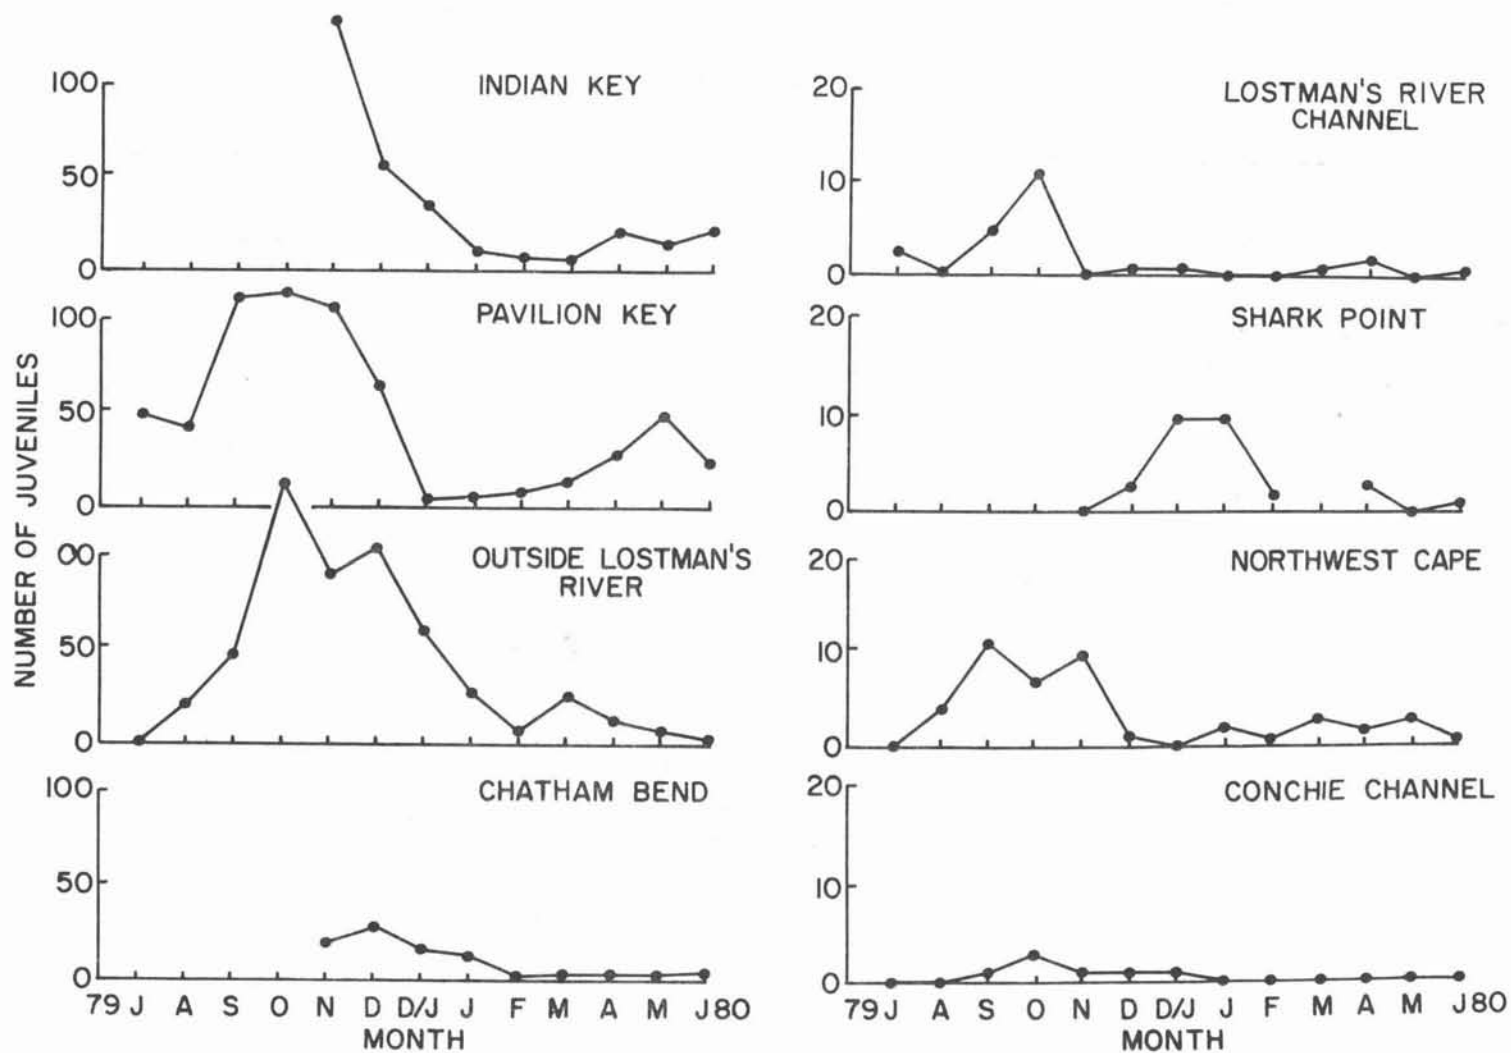 NUMBER OF JUVENILES
100
50
0
INDIAN KEY
100
50
0
PAVILION KEY
00
50
0
OUTSIDE LOSTMAN'S
RIVER
100
50
0
CHATHAM BEND
79 J A S O N D D/J J F M A M J 80
MONTH
20
10
0
LOSTMAN'S RIVER
CHANNEL
20
10
0
SHARK POINT
20
10
0
NORTHWEST CAPE
20
10
0
CONCHIE CHANNEL
79 J A S O N D D/J J F M A M J 80
MONTH